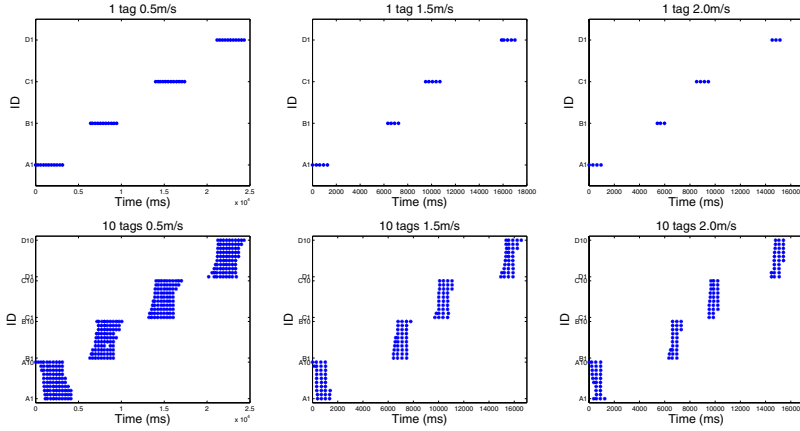 1 tag 0.5m/s
1 tag 1.5m/s
1 tag 2.0m/s
D1
C1
B1
A1
ID
0 0.5 1 1.5 2 2.5
x 10⁴
Time (ms)
D1
C1
B1
A1
ID
0 2000 4000 6000 8000 10000 12000 14000 16000 18000
Time (ms)
D1
C1
B1
A1
ID
0 2000 4000 6000 8000 10000 12000 14000 16000
Time (ms)
10 tags 0.5m/s
10 tags 1.5m/s
10 tags 2.0m/s
D10
D1
C10
C1
B10
B1
A10
A1
ID
0 0.5 1 1.5 2 2.5
x 10⁴
Time (ms)
D10
D1
C10
C1
B10
B1
A10
A1
ID
0 2000 4000 6000 8000 10000 12000 14000 16000
Time (ms)
D10
D1
C10
C1
B10
B1
A10
A1
ID
0 2000 4000 6000 8000 10000 12000 14000 16000
Time (ms)